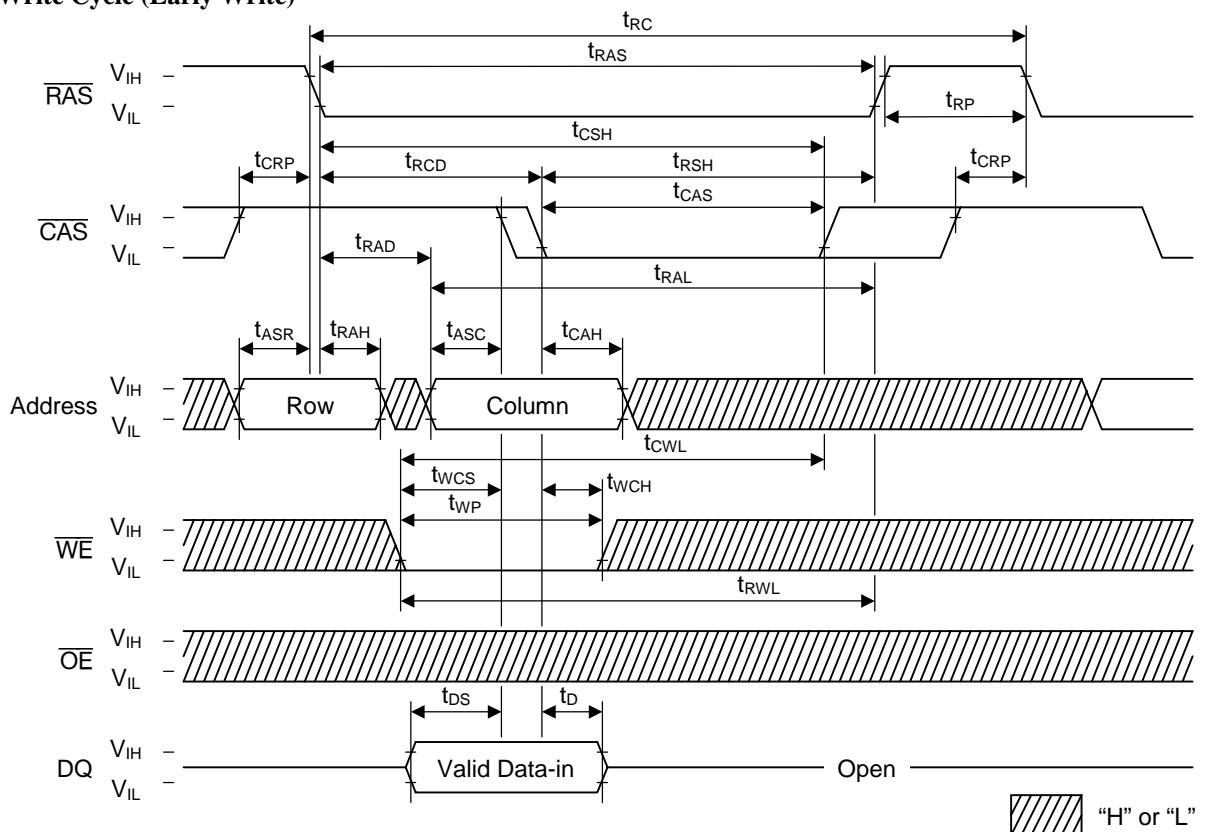 Write Cycle (Early Write)
tRC
tRAS
VIH
RAS
VIL
tRP
tCSH
tCRP
tRCD
tRSH
tCRP
tCAS
VIH
CAS
VIL
tRAD
tRAL
tASR
tRAH
tASC
tCAH
VIH
Address
Row
Column
VIL
tCWL
tWCS
tWCH
tWP
VIH
WE
VIL
tRWL
VIH
OE
VIL
tDS
tD
VIH
DQ
Valid Data-in
Open
VIL
“H” or “L”